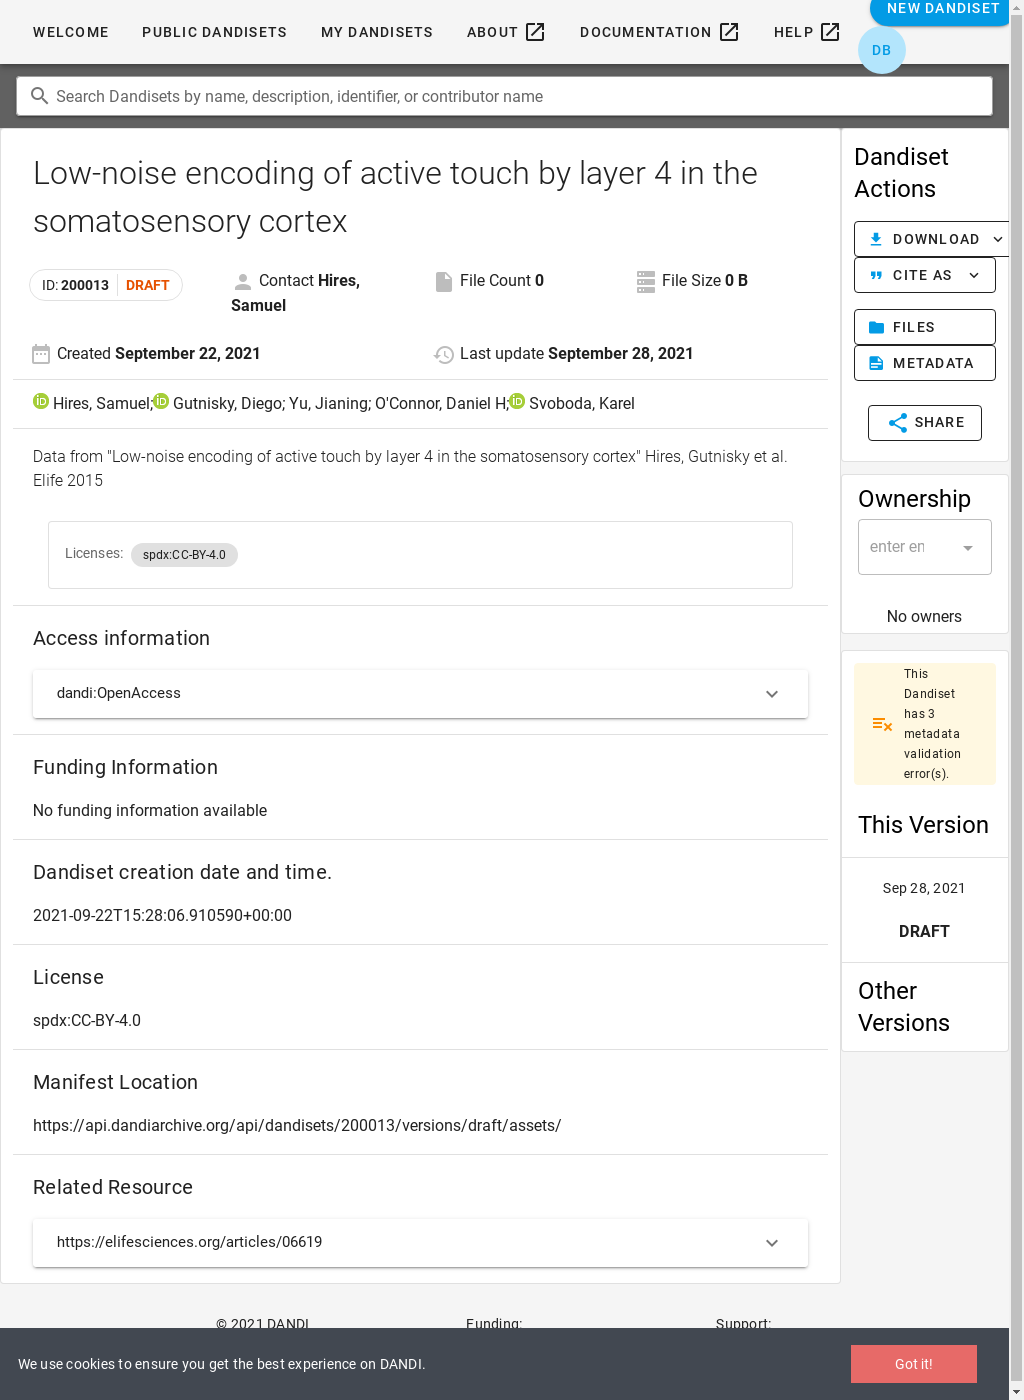 WELCOME PUBLIC DANDISETS MY DANDISETS ABOUT DOCUMENTATION HELP NEW DANDISET
DB
Search Dandisets by name, description, identifier, or contributor name
Low-noise encoding of active touch by layer 4 in the
somatosensory cortex
ID: 200013 DRAFT
Contact Hires,
Samuel
File Count 0
File Size 0 B
Created September 22, 2021
Last update September 28, 2021
iD Hires, Samuel; iD Gutnisky, Diego; Yu, Jianing; O'Connor, Daniel H; iD Svoboda, Karel
Data from "Low-noise encoding of active touch by layer 4 in the somatosensory cortex" Hires, Gutnisky et al.
Elife 2015
Licenses: spdx:CC-BY-4.0
Access information
dandi:OpenAccess
Funding Information
No funding information available
Dandiset creation date and time.
2021-09-22T15:28:06.910590+00:00
License
spdx:CC-BY-4.0
Manifest Location
https://api.dandiarchive.org/api/dandisets/200013/versions/draft/assets/
Related Resource
https://elifesciences.org/articles/06619
Dandiset
Actions
DOWNLOAD
CITE AS
FILES
METADATA
SHARE
Ownership
enter en
No owners
This
Dandiset
has 3
metadata
validation
error(s).
This Version
Sep 28, 2021
DRAFT
Other
Versions
© 2021 DANDI Funding: Support:
We use cookies to ensure you get the best experience on DANDI.
Got it!